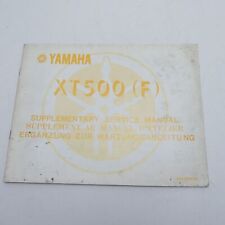 YAMAHA
XT500 (F)
SUPPLEMENTARY SERVICE MANUAL
SUPPLEMENT AU MANUEL D'ATELIER
ERGÄNZUNG ZUR WARTUNGSANLEITUNG